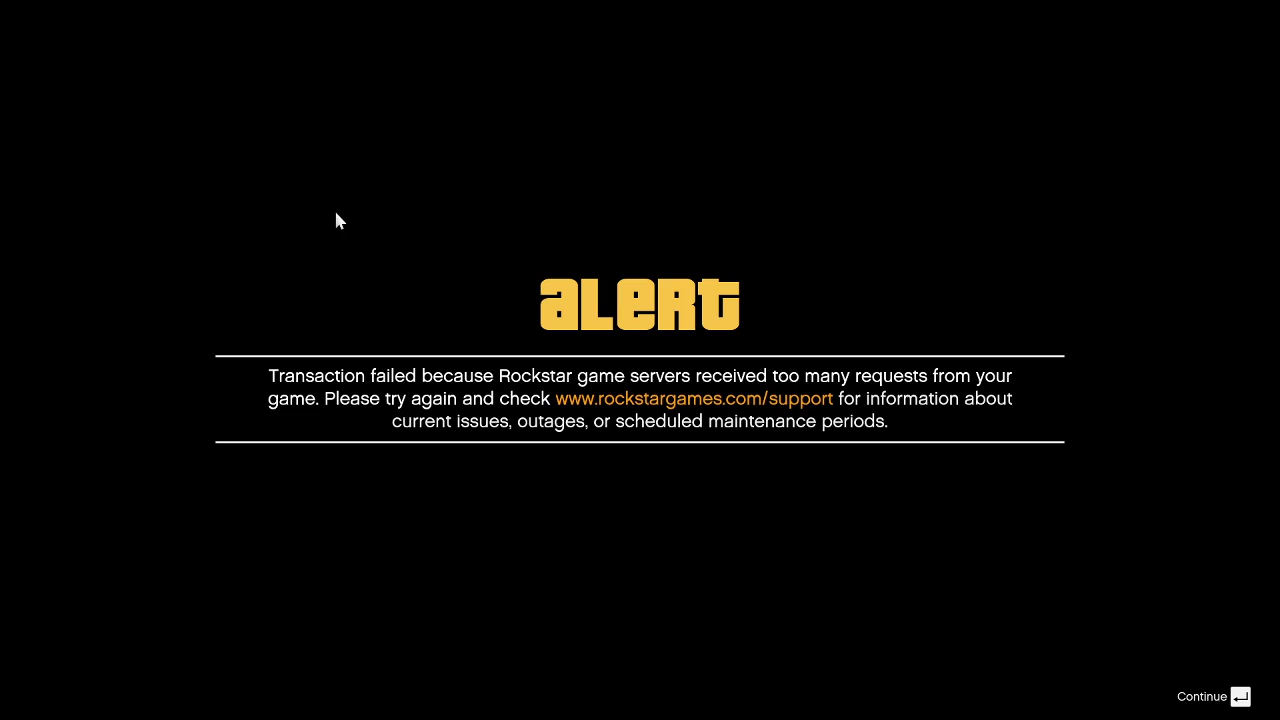 alert
Transaction failed because Rockstar game servers received too many requests from your
game. Please try again and check www.rockstargames.com/support for information about
current issues, outages, or scheduled maintenance periods.
Continue